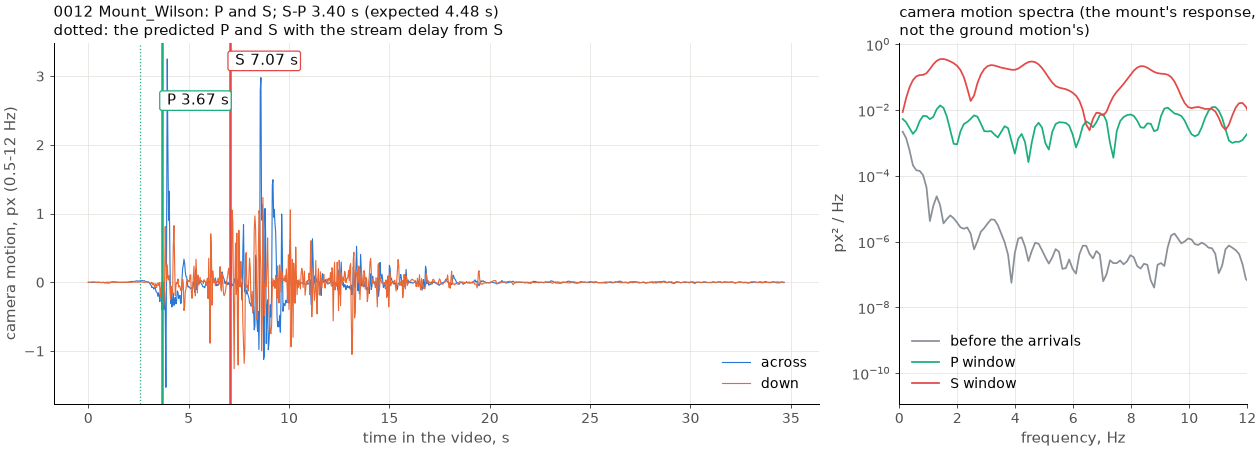 0012 Mount_Wilson: P and S; S-P 3.40 s (expected 4.48 s)
dotted: the predicted P and S with the stream delay from S
camera motion, px (0.5-12 Hz)
3
2
1
0
−1
P 3.67 s
S 7.07 s
across
down
0 5 10 15 20 25 30 35
time in the video, s
camera motion spectra (the mount's response,
not the ground motion's)
px² / Hz
10⁰
10⁻²
10⁻⁴
10⁻⁶
10⁻⁸
10⁻¹⁰
before the arrivals
P window
S window
0 2 4 6 8 10 12
frequency, Hz